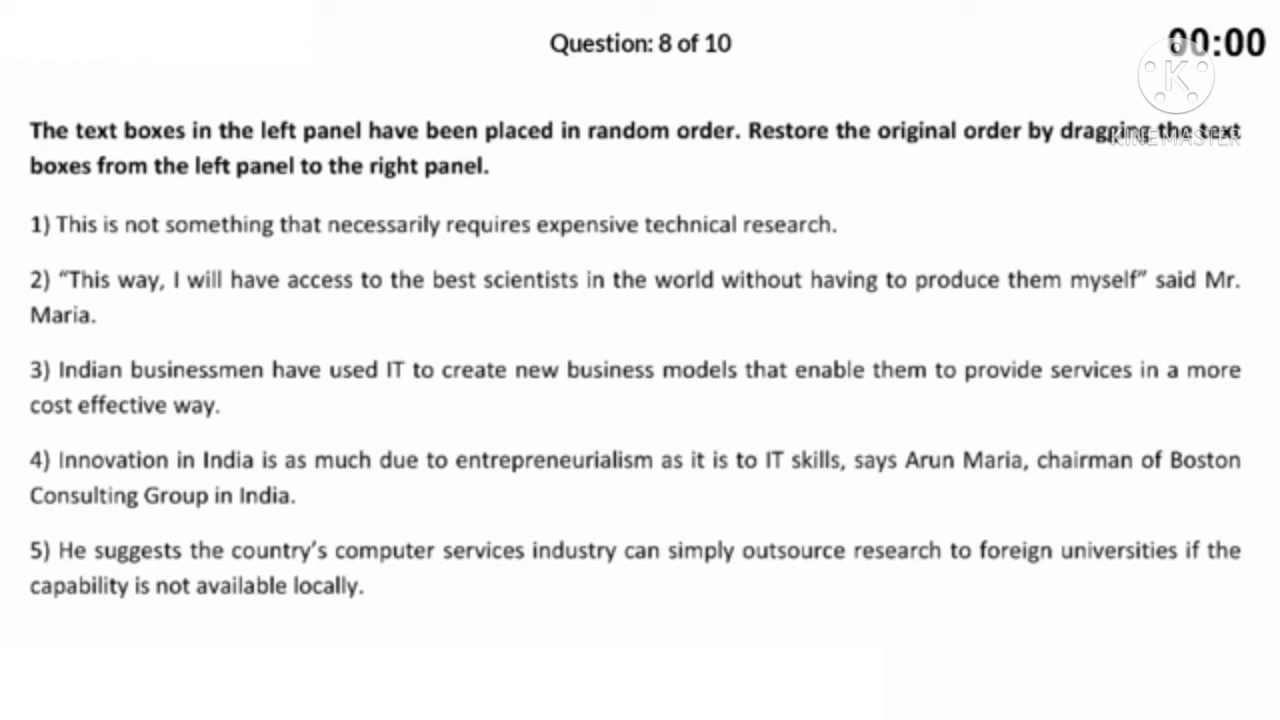 Question: 8 of 10
00:00
K
KINEMASTER
The text boxes in the left panel have been placed in random order. Restore the original order by dragging the text
boxes from the left panel to the right panel.
1) This is not something that necessarily requires expensive technical research.
2) “This way, I will have access to the best scientists in the world without having to produce them myself” said Mr.
Maria.
3) Indian businessmen have used IT to create new business models that enable them to provide services in a more
cost effective way.
4) Innovation in India is as much due to entrepreneurialism as it is to IT skills, says Arun Maria, chairman of Boston
Consulting Group in India.
5) He suggests the country’s computer services industry can simply outsource research to foreign universities if the
capability is not available locally.